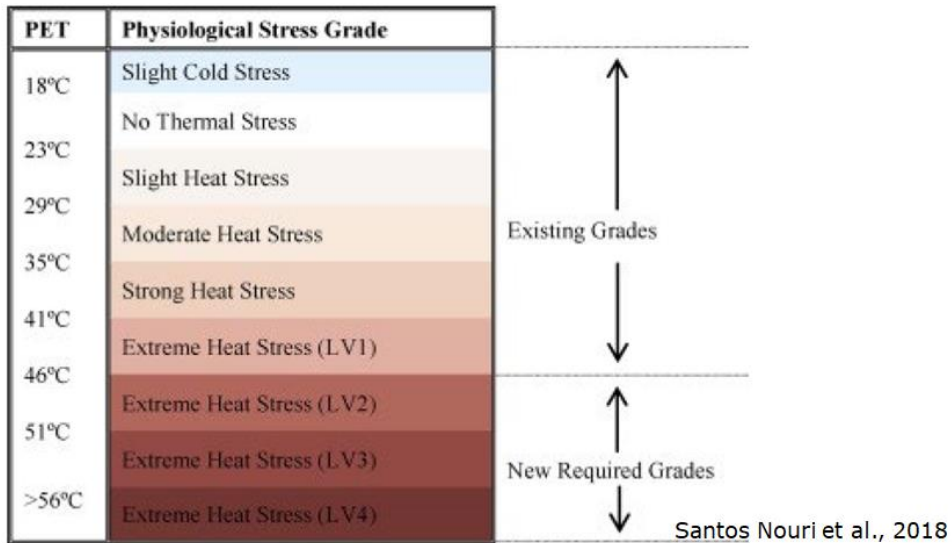 PET Physiological Stress Grade
Slight Cold Stress
18ºC
No Thermal Stress
23ºC
Slight Heat Stress
29ºC
Moderate Heat Stress
Existing Grades
35ºC
Strong Heat Stress
41ºC
Extreme Heat Stress (LV1)
46ºC
Extreme Heat Stress (LV2)
51ºC
Extreme Heat Stress (LV3)
New Required Grades
>56ºC
Extreme Heat Stress (LV4)
Santos Nouri et al., 2018